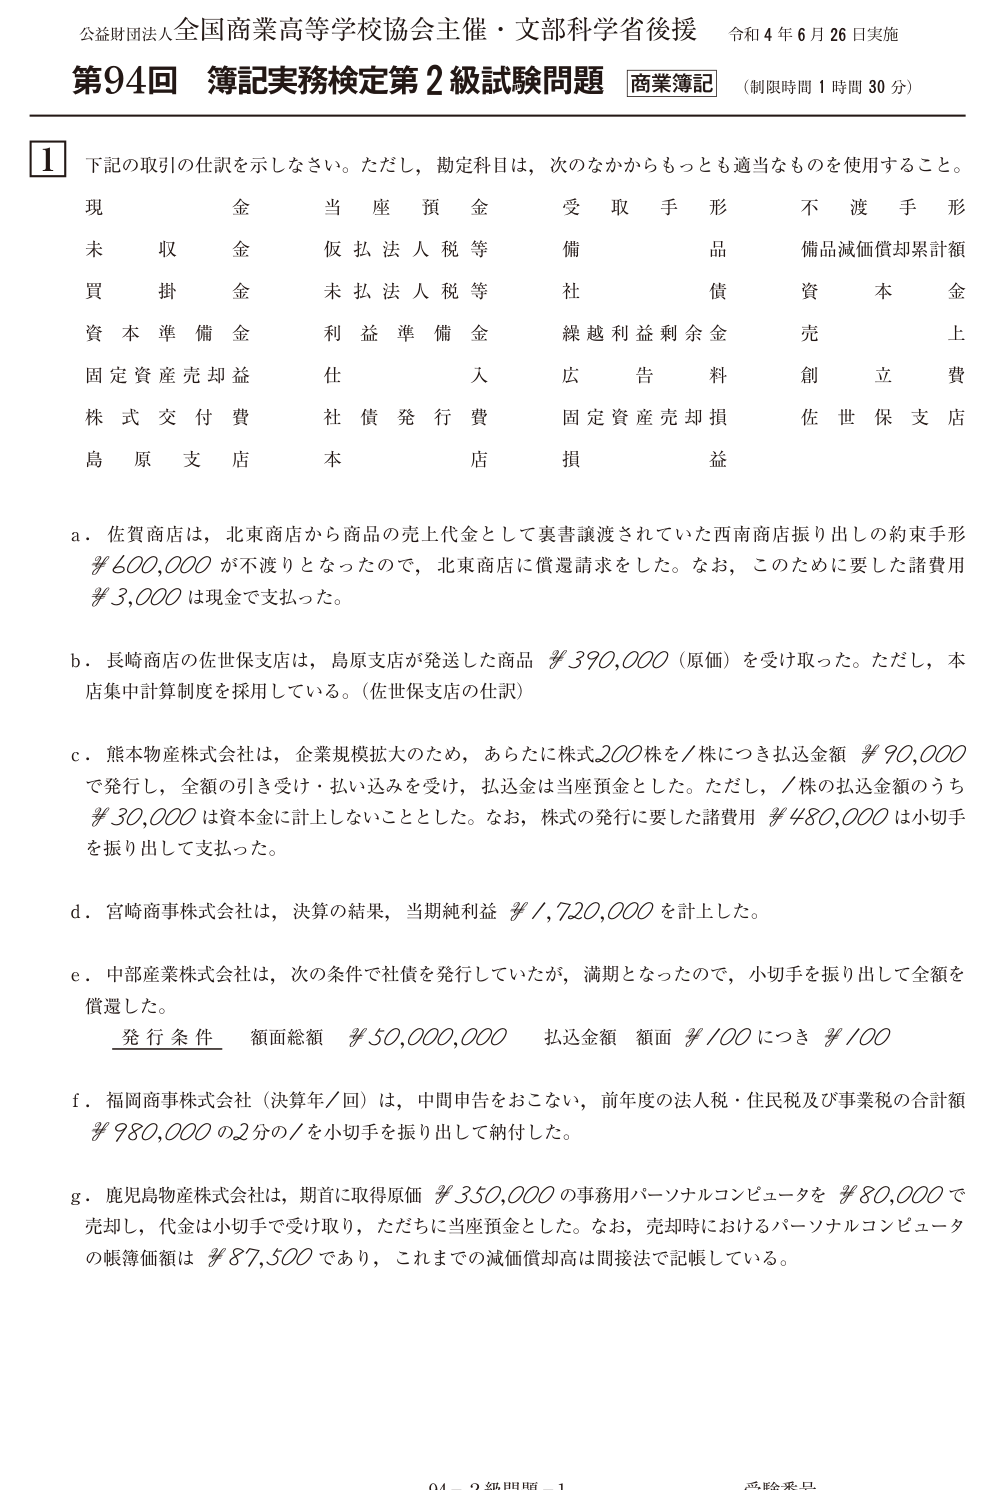 公益財団法人全国商業高等学校協会主催・文部科学省後援 令和4年6月26日実施
第94回 簿記実務検定第2級試験問題 商業簿記 （制限時間1時間30分）
1 下記の取引の仕訳を示しなさい。ただし，勘定科目は，次のなかからもっとも適当なものを使用すること。
現金 当座預金 受取手形 不渡手形
未収金 仮払法人税等 備品 備品減価償却累計額
買掛金 未払法人税等 社債 資本金
資本準備金 利益準備金 繰越利益剰余金 売上
固定資産売却益 仕入 広告料 創立費
株式交付費 社債発行費 固定資産売却損 佐世保支店
島原支店 本店 損益
a．佐賀商店は，北東商店から商品の売上代金として裏書譲渡されていた西南商店振り出しの約束手形
¥600,000が不渡りとなったので，北東商店に償還請求をした。なお，このために要した諸費用
¥3,000は現金で支払った。
b．長崎商店の佐世保支店は，島原支店が発送した商品 ¥390,000（原価）を受け取った。ただし，本
店集中計算制度を採用している。（佐世保支店の仕訳）
c．熊本物産株式会社は，企業規模拡大のため，あらたに株式200株を1株につき払込金額 ¥90,000
で発行し，全額の引き受け・払い込みを受け，払込金は当座預金とした。ただし，1株の払込金額のうち
¥30,000は資本金に計上しないこととした。なお，株式の発行に要した諸費用 ¥480,000は小切手
を振り出して支払った。
d．宮崎商事株式会社は，決算の結果，当期純利益 ¥1,720,000を計上した。
e．中部産業株式会社は，次の条件で社債を発行していたが，満期となったので，小切手を振り出して全額を
償還した。
発行条件 額面総額 ¥50,000,000 払込金額 額面 ¥100につき ¥100
f．福岡商事株式会社（決算年1回）は，中間申告をおこない，前年度の法人税・住民税及び事業税の合計額
¥980,000の2分の1を小切手を振り出して納付した。
g．鹿児島物産株式会社は，期首に取得原価 ¥350,000の事務用パーソナルコンピュータを ¥80,000で
売却し，代金は小切手で受け取り，ただちに当座預金とした。なお，売却時におけるパーソナルコンピュータ
の帳簿価額は ¥87,500であり，これまでの減価償却高は間接法で記帳している。
94－2級問題－1 受験番号